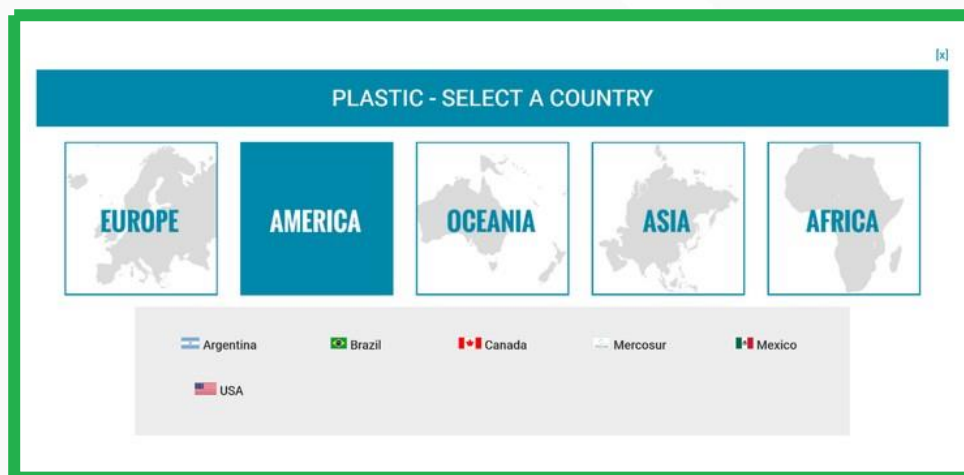 [x]
PLASTIC - SELECT A COUNTRY
EUROPE AMERICA OCEANIA ASIA AFRICA
Argentina Brazil Canada Mercosur Mexico
USA